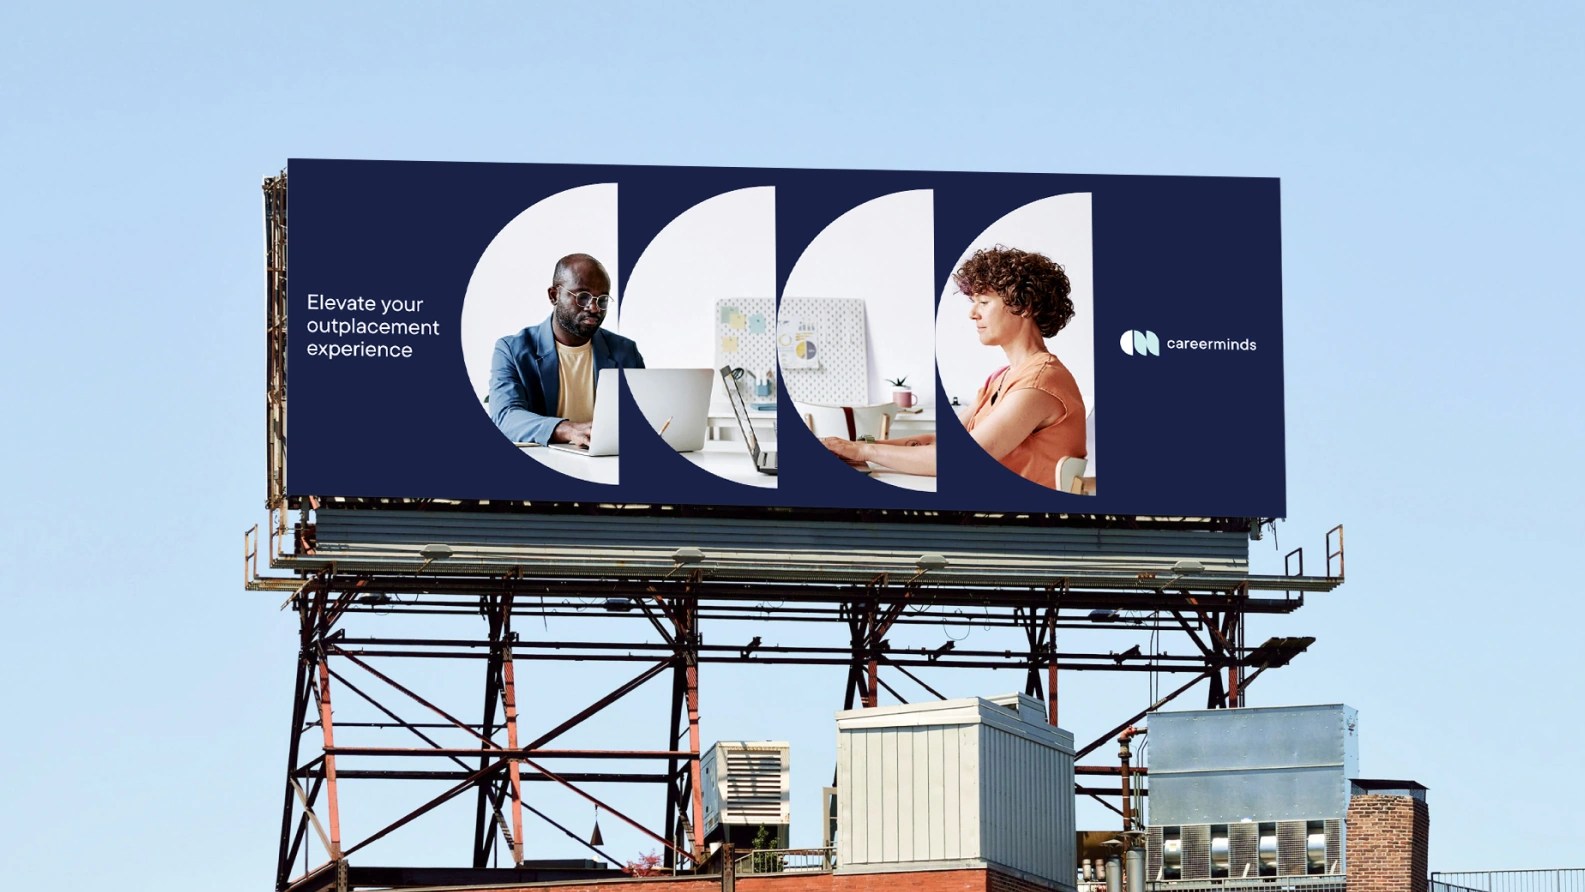 Elevate your
outplacement
experience
careerminds